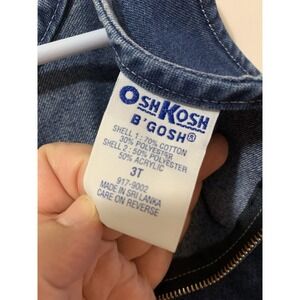 OshKosh
B'GOSH®
SHELL 1 : 70% COTTON
30% POLYESTER
SHELL 2 : 50% POLYESTER
50% ACRYLIC
3T
917-9002
MADE IN SRI LANKA
CARE ON REVERSE